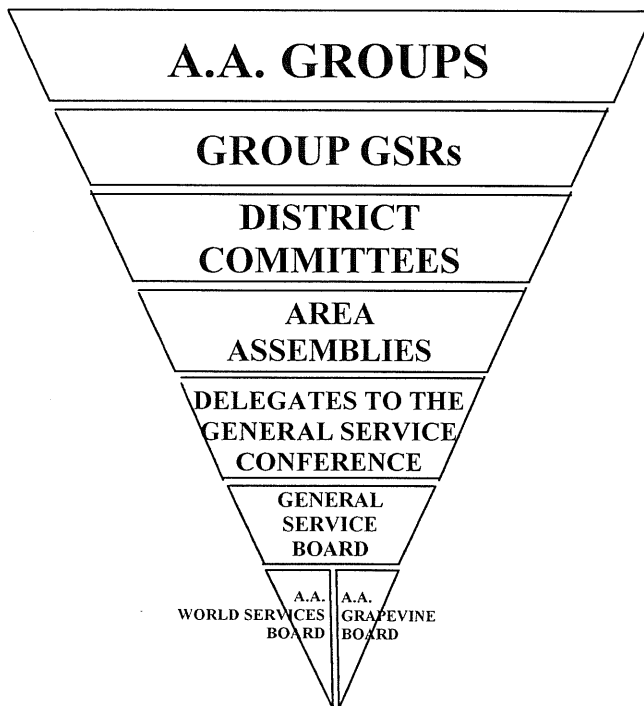 A.A. GROUPS
GROUP GSRs
DISTRICT
COMMITTEES
AREA
ASSEMBLIES
DELEGATES TO THE
GENERAL SERVICE
CONFERENCE
GENERAL
SERVICE
BOARD
A.A.
WORLD SERVICES
BOARD
A.A.
GRAPEVINE
BOARD